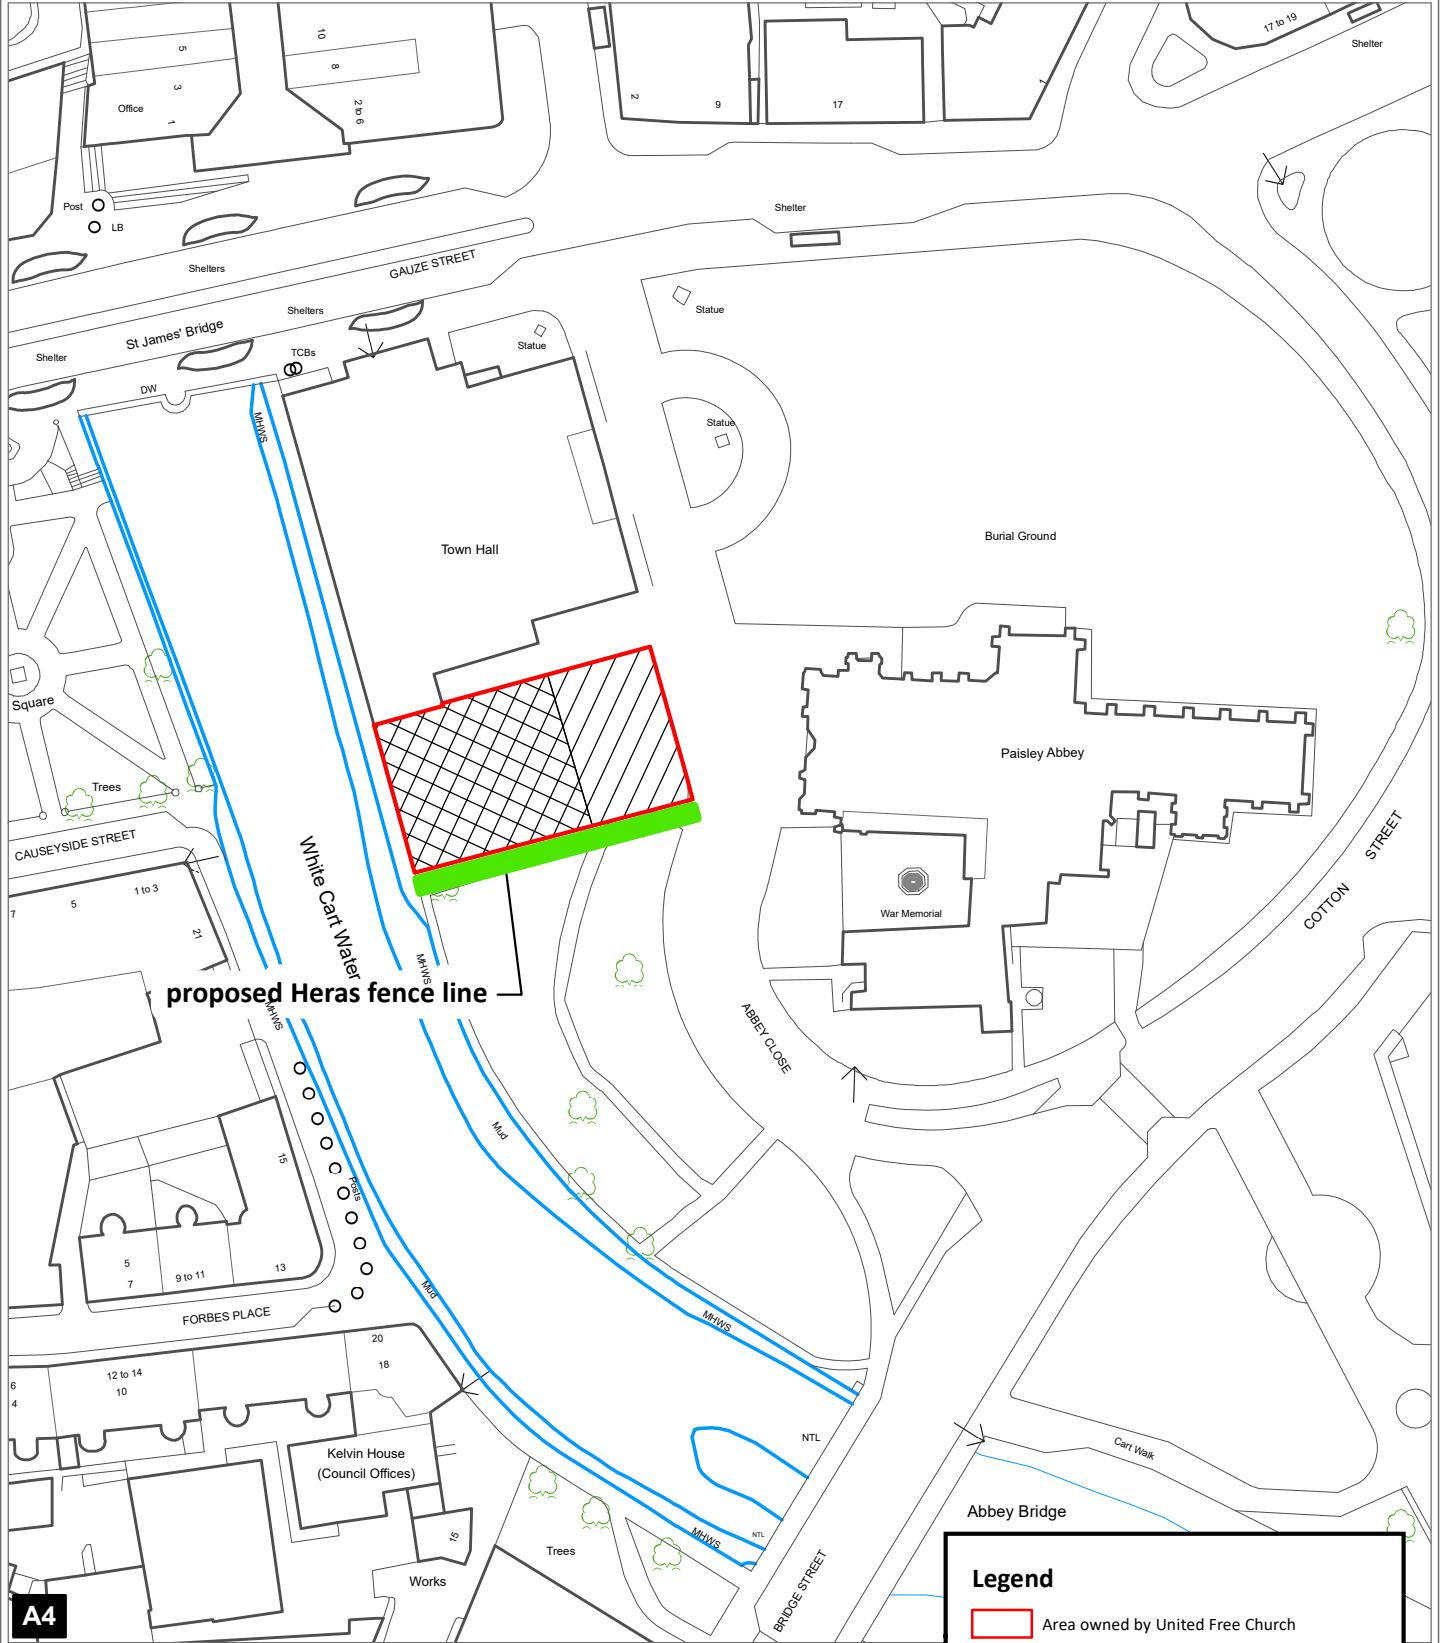 5
3
1
Office
10
8
2 to 6
2
9
17
1
17 to 19
Shelter
Post
LB
Shelters
GAUZE STREET
Shelter
Shelters
St James' Bridge
Shelter
TCBs
DW
Statue
Statue
Statue
MHWS
Town Hall
Burial Ground
Square
Trees
CAUSEYSIDE STREET
Paisley Abbey
COTTON STREET
War Memorial
1 to 3
5
7
21
White Cart Water
MHWS
proposed Heras fence line
MHWS
ABBEY CLOSE
Mud
15
Posts
5
7
9 to 11
13
Mud
FORBES PLACE
MHWS
20
18
12 to 14
10
6
4
Kelvin House
(Council Offices)
NTL
Cart Walk
NTL
MHWS
15
Trees
Works
BRIDGE STREET
Abbey Bridge
Legend
Area owned by United Free Church
A4